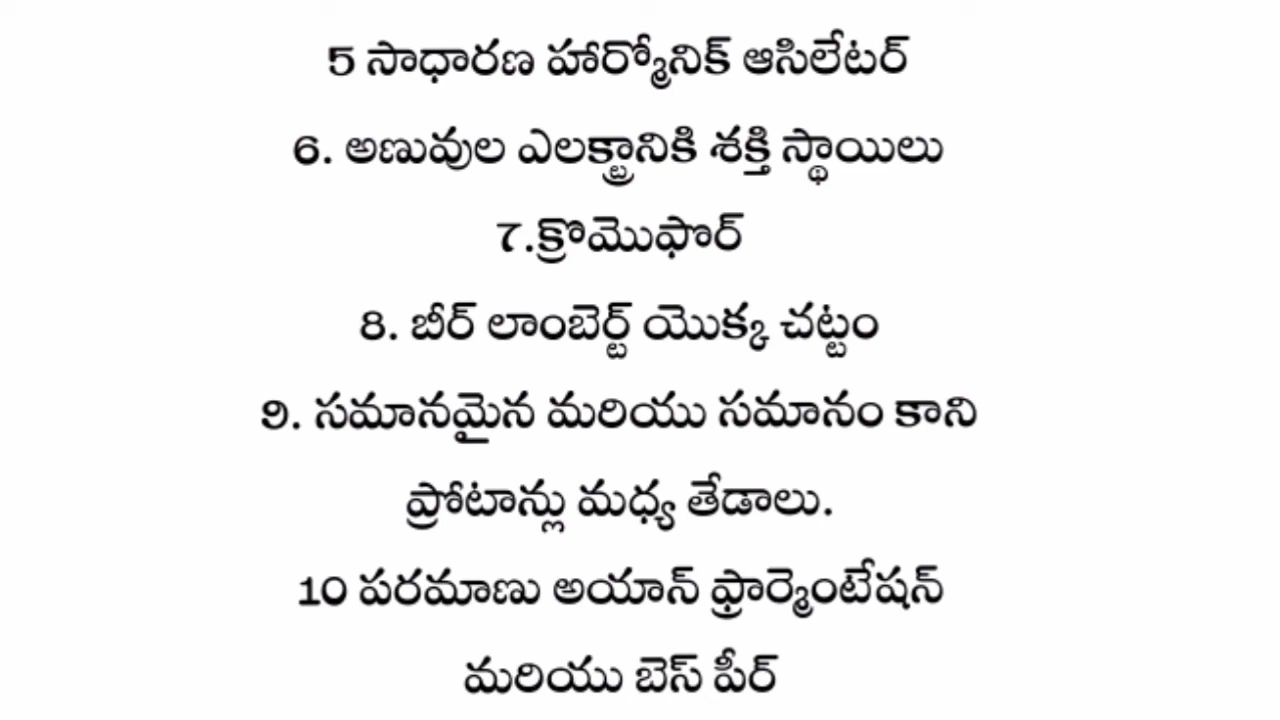 5 సాధారణ హార్మోనిక్ ఆసిలేటర్
6. అణువుల ఎలక్ట్రానికి శక్తి స్థాయిలు
7.క్రొమొఫొర్
8. బీర్ లాంబెర్ట్ యొక్క చట్టం
9. సమానమైన మరియు సమానం కాని
ప్రోటాన్లు మధ్య తేడాలు.
10 పరమాణు అయాన్ ఫ్రార్మెంటేషన్
మరియు బెస్ పీర్